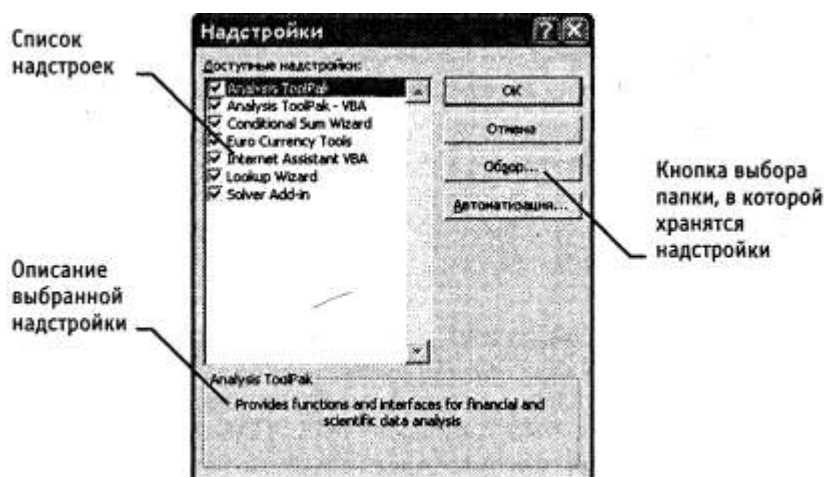 Список
надстроек
Надстройки
Доступные надстройки:
Analysis ToolPak
Analysis ToolPak - VBA
Conditional Sum Wizard
Euro Currency Tools
Internet Assistant VBA
Lookup Wizard
Solver Add-in
ОК
Отмена
Обзор...
Автоматизация...
Кнопка выбора
папки, в которой
хранятся
надстройки
Описание
выбранной
надстройки
Analysis ToolPak
Provides functions and interfaces for financial and
scientific data analysis